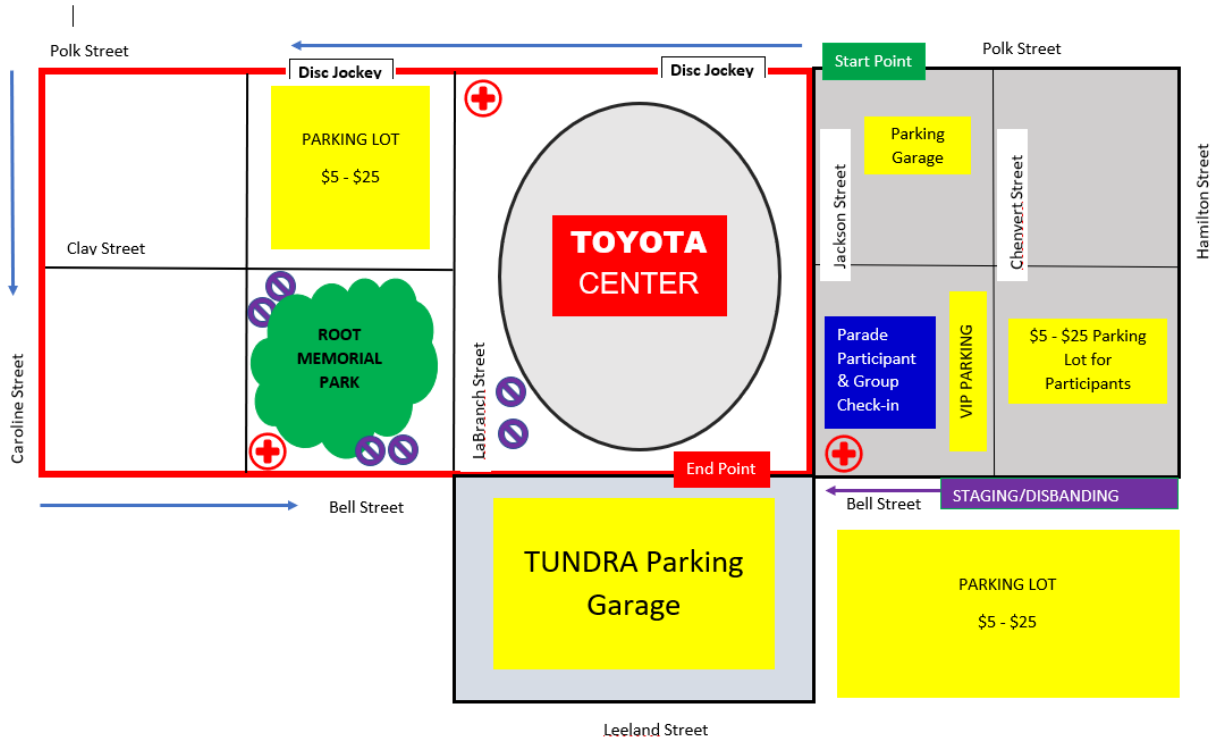 Polk Street
Polk Street
Start Point
Disc Jockey
Disc Jockey
PARKING LOT
$5 - $25
Parking
Garage
Jackson Street
Chenvert Street
Hamilton Street
Clay Street
TOYOTA
CENTER
ROOT
MEMORIAL
PARK
LaBranch Street
Caroline Street
Parade
Participant
& Group
Check-in
VIP PARKING
$5 - $25 Parking
Lot for
Participants
End Point
Bell Street
Bell Street
STAGING/DISBANDING
TUNDRA Parking
Garage
PARKING LOT
$5 - $25
Leeland Street